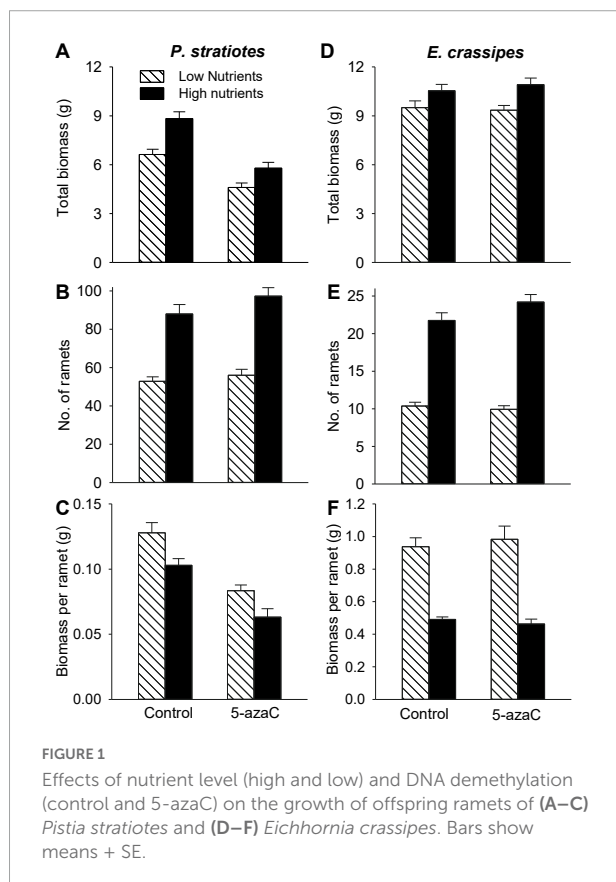 A
P. stratiotes
D
E. crassipes
Low Nutrients
High nutrients
Total biomass (g)
12
9
6
3
0
Total biomass (g)
12
9
6
3
0
B
No. of ramets
100
80
60
40
20
0
E
No. of ramets
25
20
15
10
5
0
C
Biomass per ramet (g)
0.15
0.10
0.05
0.00
Control
5-azaC
F
Biomass per ramet (g)
1.2
1.0
0.8
0.6
0.4
0.2
0.0
Control
5-azaC
FIGURE 1
Effects of nutrient level (high and low) and DNA demethylation
(control and 5-azaC) on the growth of offspring ramets of (A–C)
Pistia stratiotes and (D–F) Eichhornia crassipes. Bars show
means + SE.